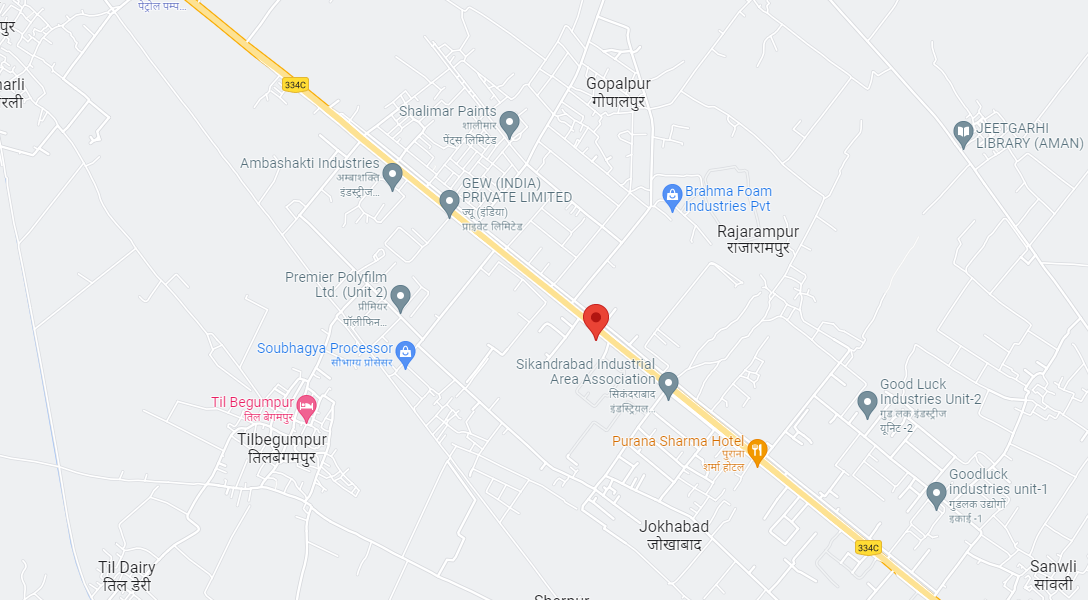 पेट्रोल पम्प...
पुर
334C
Gopalpur
गोपालपुर
Shalimar Paints
शालीमार
पेंट्स लिमिटेड
JEETGARHI
LIBRARY (AMAN)
Ambashakti Industries
अम्बाशक्ति
इंडस्ट्रीज...
GEW (INDIA)
PRIVATE LIMITED
ज्यू (इंडिया)
प्राइवेट लिमिटेड
Brahma Foam
Industries Pvt
Rajarampur
राजारामपुर
Premier Polyfilm
Ltd. (Unit 2)
प्रीमियर
पॉलीफिन...
Soubhagya Processor
सौभाग्य प्रोसेसर
Sikandrabad Industrial
Area Association
सिकंदराबाद
इंडस्ट्रियल...
Good Luck
Industries Unit-2
गुड लक इंडस्ट्रीज
यूनिट -2
Til Begumpur
तिल बेगमपुर
Tilbegumpur
तिलबेगमपुर
Purana Sharma Hotel
पुराना
शर्मा होटल
Goodluck
industries unit-1
गुडलक उद्योगों
इकाई -1
Jokhabad
जोखाबाद
334C
Til Dairy
तिल डेरी
Sanwli
सांवली